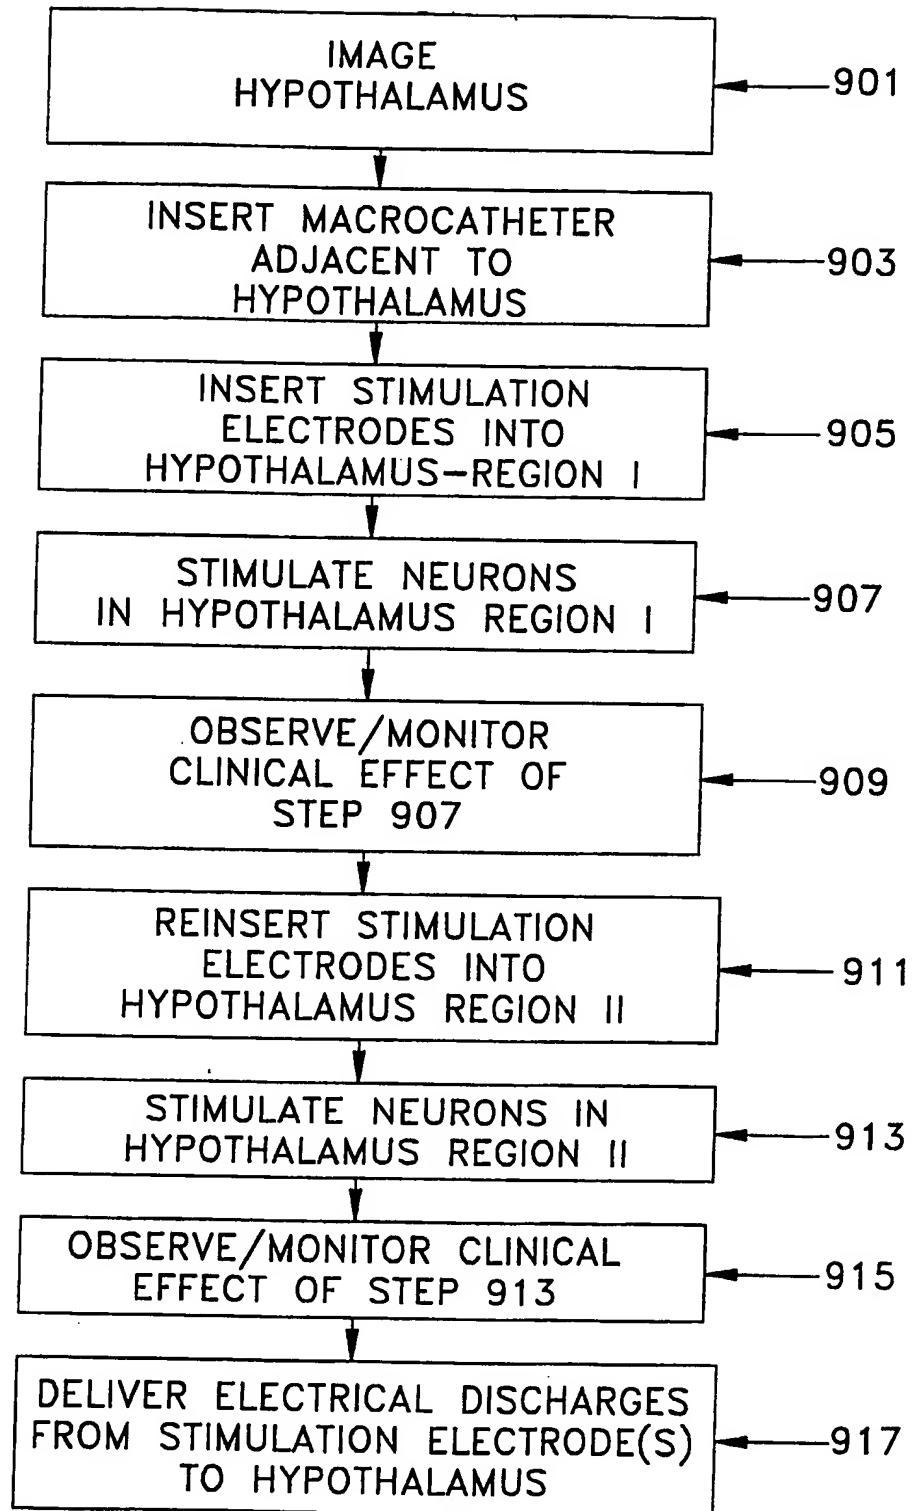 IMAGE
HYPOTHALAMUS
901
INSERT MACROCATHETER
ADJACENT TO
HYPOTHALAMUS
903
INSERT STIMULATION
ELECTRODES INTO
HYPOTHALAMUS-REGION I
905
STIMULATE NEURONS
IN HYPOTHALAMUS REGION I
907
OBSERVE/MONITOR
CLINICAL EFFECT OF
STEP 907
909
REINSERT STIMULATION
ELECTRODES INTO
HYPOTHALAMUS REGION II
911
STIMULATE NEURONS IN
HYPOTHALAMUS REGION II
913
OBSERVE/MONITOR CLINICAL
EFFECT OF STEP 913
915
DELIVER ELECTRICAL DISCHARGES
FROM STIMULATION ELECTRODE(S)
TO HYPOTHALAMUS
917